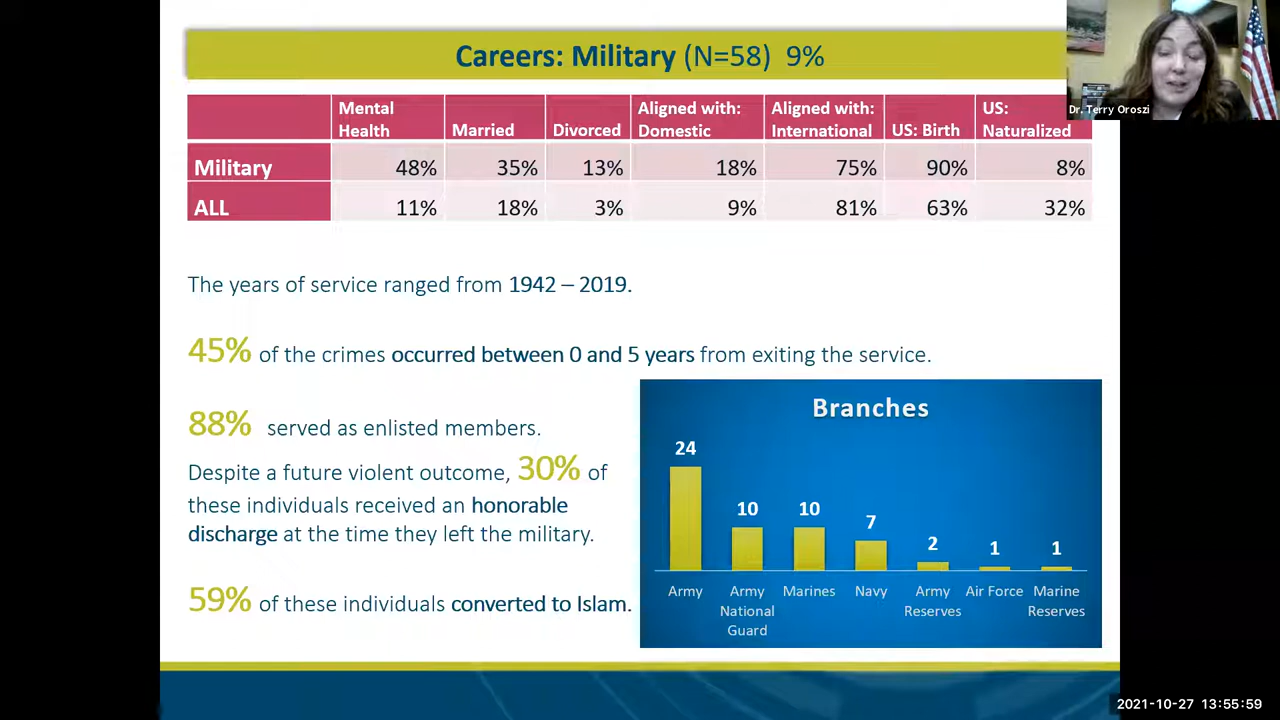 Careers: Military (N=58) 9%
Dr. Terry Oroszi
Mental Health Married Divorced Aligned with: Domestic Aligned with: International US: Birth US: Naturalized
Military 48% 35% 13% 18% 75% 90% 8%
ALL 11% 18% 3% 9% 81% 63% 32%
The years of service ranged from 1942 – 2019.
45% of the crimes occurred between 0 and 5 years from exiting the service.
88% served as enlisted members.
Despite a future violent outcome, 30% of
these individuals received an honorable
discharge at the time they left the military.
59% of these individuals converted to Islam.
Branches
24 10 10 7 2 1 1
Army Army National Guard Marines Navy Army Reserves Air Force Marine Reserves
2021-10-27 13:55:59